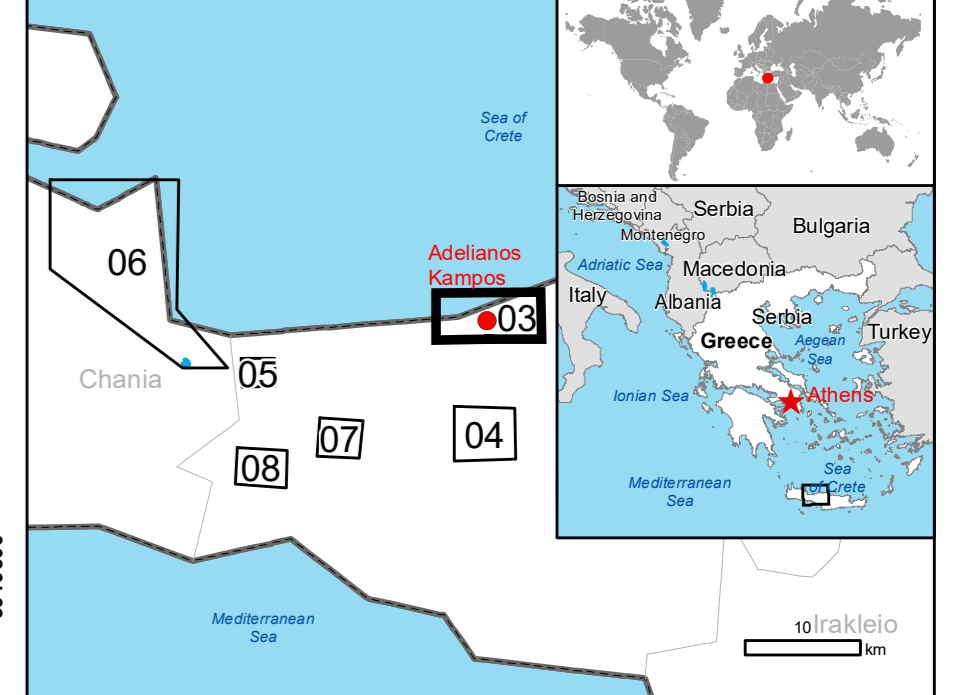 Sea of
Crete
06
Adelianos
Kampos
03
Chania
05
07
04
08
Mediterranean
Sea
10
Irakleio
km
Bosnia and
Herzegovina
Serbia
Bulgaria
Montenegro
Adriatic Sea
Macedonia
Italy
Albania
Serbia
Turkey
Greece
Aegean
Sea
Ionian Sea
Athens
Sea
of Crete
Mediterranean
Sea